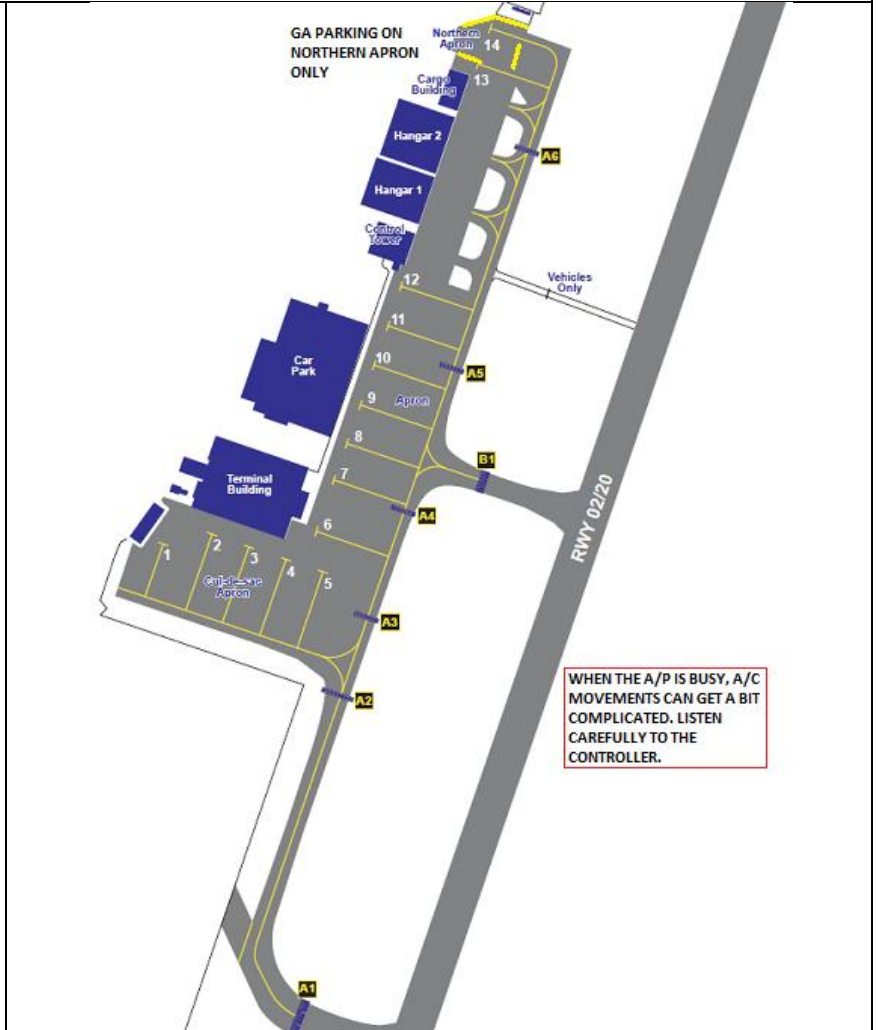 GA PARKING ON
NORTHERN APRON
ONLY
Northern
Apron
14
13
Cargo
Building
Hangar 2
A6
Hangar 1
Control
Tower
Vehicles
Only
12
11
A5
10
Car
Park
9
Apron
8
B1
7
Terminal
Building
A4
RWY 02/20
6
1
2
3
4
5
Cul-de-sac
Apron
A3
WHEN THE A/P IS BUSY, A/C
MOVEMENTS CAN GET A BIT
COMPLICATED. LISTEN
CAREFULLY TO THE
CONTROLLER.
A2
A1